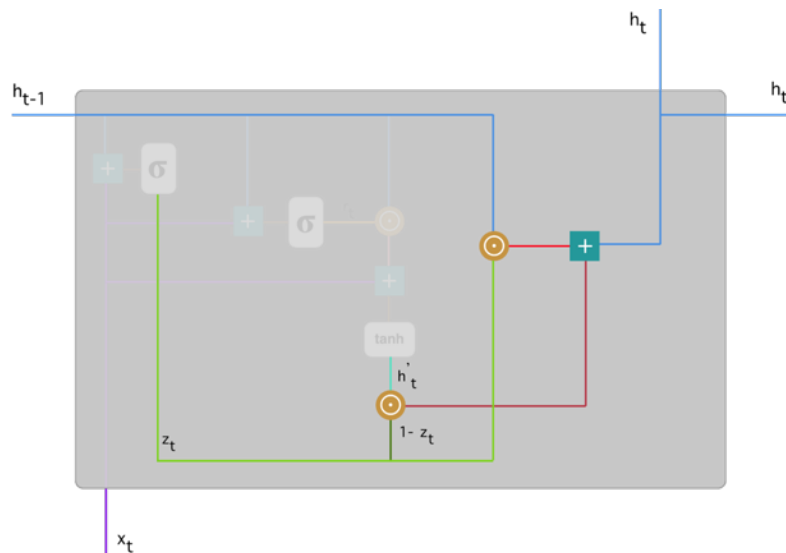 h_t
h_{t-1}
h_t
+
σ
+
σ
+
+
tanh
h'_t
1- z_t
z_t
x_t